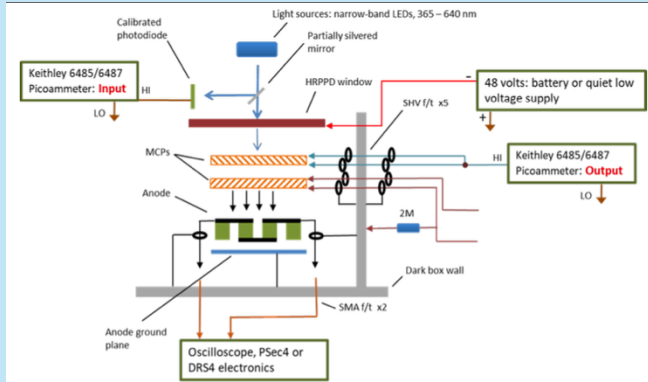 Light sources: narrow-band LEDs, 365 – 640 nm
Calibrated
photodiode
Partially silvered
mirror
Keithley 6485/6487
Picoammeter: Input
HI
LO
HRPPD window
-
48 volts: battery or quiet low
voltage supply
+
SHV f/t x5
MCPs
HI
Keithley 6485/6487
Picoammeter: Output
LO
Anode
2M
Dark box wall
SMA f/t x2
Anode ground
plane
Oscilloscope, PSec4 or
DRS4 electronics